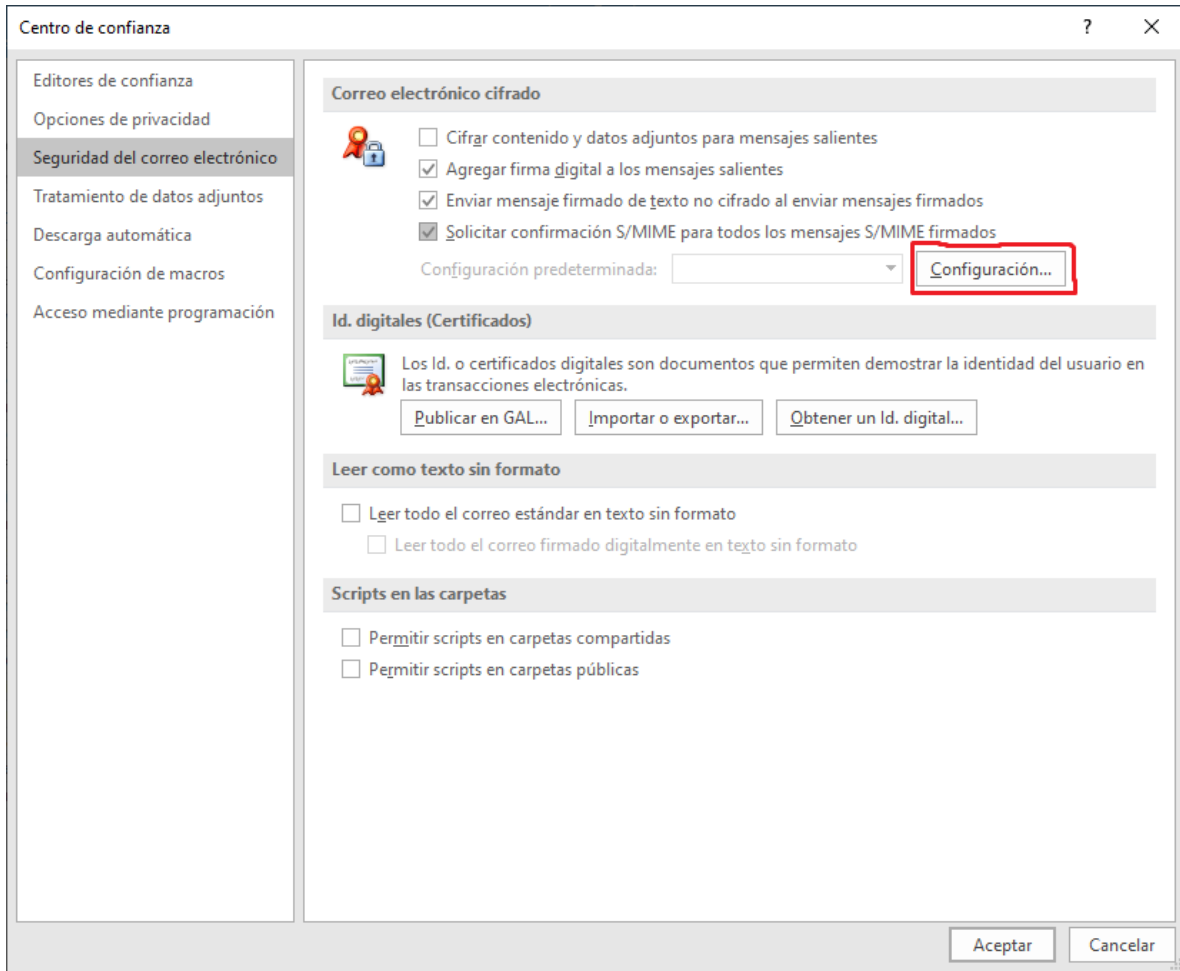 Centro de confianza
?
Editores de confianza
Opciones de privacidad
Seguridad del correo electrónico
Tratamiento de datos adjuntos
Descarga automática
Configuración de macros
Acceso mediante programación
Correo electrónico cifrado
Cifrar contenido y datos adjuntos para mensajes salientes
Agregar firma digital a los mensajes salientes
Enviar mensaje firmado de texto no cifrado al enviar mensajes firmados
Solicitar confirmación S/MIME para todos los mensajes S/MIME firmados
Configuración predeterminada:
Configuración...
Id. digitales (Certificados)
Los Id. o certificados digitales son documentos que permiten demostrar la identidad del usuario en
las transacciones electrónicas.
Publicar en GAL...
Importar o exportar...
Obtener un Id. digital...
Leer como texto sin formato
Leer todo el correo estándar en texto sin formato
Leer todo el correo firmado digitalmente en texto sin formato
Scripts en las carpetas
Permitir scripts en carpetas compartidas
Permitir scripts en carpetas públicas
Aceptar
Cancelar